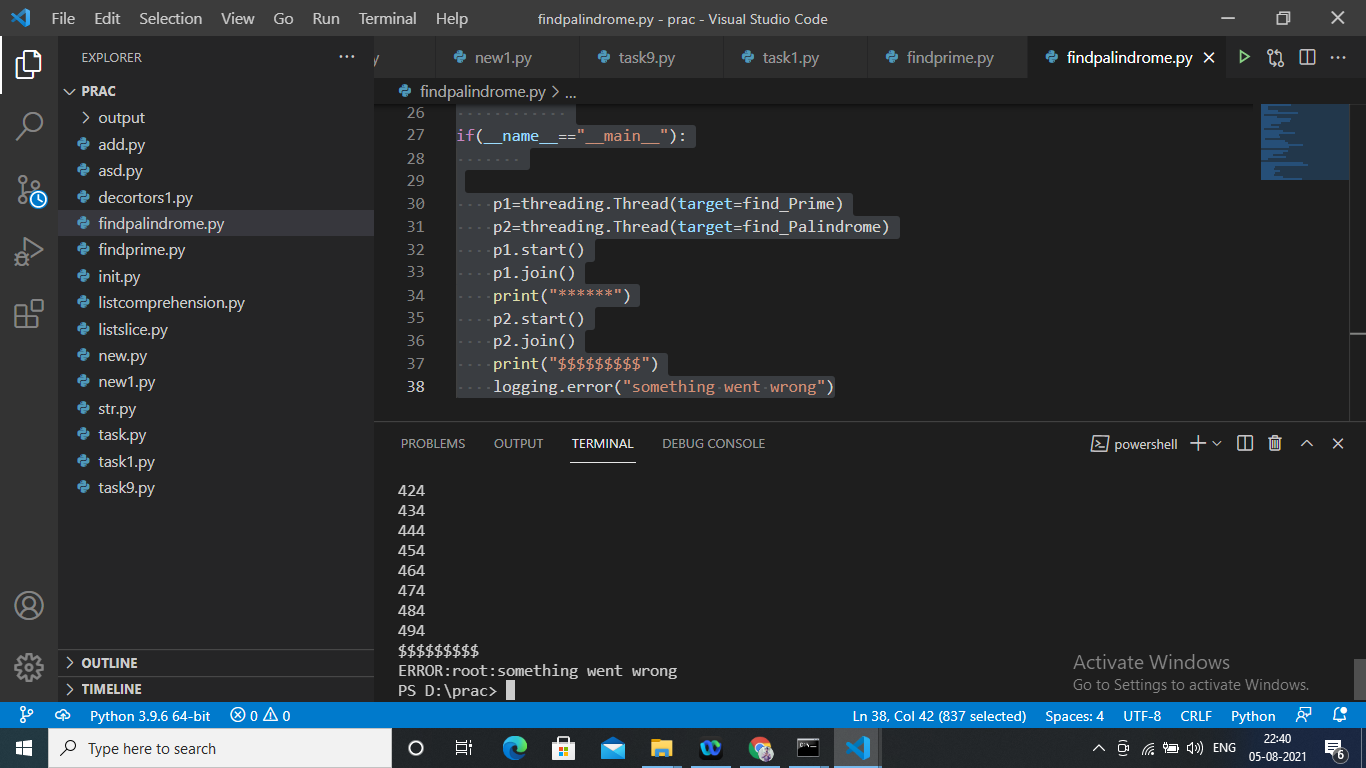 File Edit Selection View Go Run Terminal Help findpalindrome.py - prac - Visual Studio Code
EXPLORER
y new1.py task9.py task1.py findprime.py findpalindrome.py
PRAC
findpalindrome.py > ...
output
add.py
asd.py
decortors1.py
findpalindrome.py
findprime.py
init.py
listcomprehension.py
listslice.py
new.py
new1.py
str.py
task.py
task1.py
task9.py
OUTLINE
TIMELINE
26
27 if(__name__=="__main__"):
28
29
30 p1=threading.Thread(target=find_Prime)
31 p2=threading.Thread(target=find_Palindrome)
32 p1.start()
33 p1.join()
34 print("******")
35 p2.start()
36 p2.join()
37 print("$$$$$$$$$")
38 logging.error("something went wrong")
PROBLEMS OUTPUT TERMINAL DEBUG CONSOLE powershell
424
434
444
454
464
474
484
494
$$$$$$$$$
ERROR:root:something went wrong
PS D:\prac>
Activate Windows
Go to Settings to activate Windows.
Python 3.9.6 64-bit 0 0 Ln 38, Col 42 (837 selected) Spaces: 4 UTF-8 CRLF Python
Type here to search
ENG
22:40
05-08-2021
6